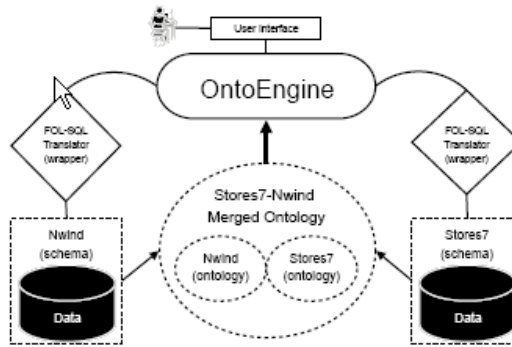 User Interface
OntoEngine
FOL-SQL
Translator
(wrapper)
FOL-SQL
Translator
(wrapper)
Stores7-Nwind
Merged Ontology
Nwind
(ontology)
Stores7
(ontology)
Nwind
(schema)
Data
Stores7
(schema)
Data